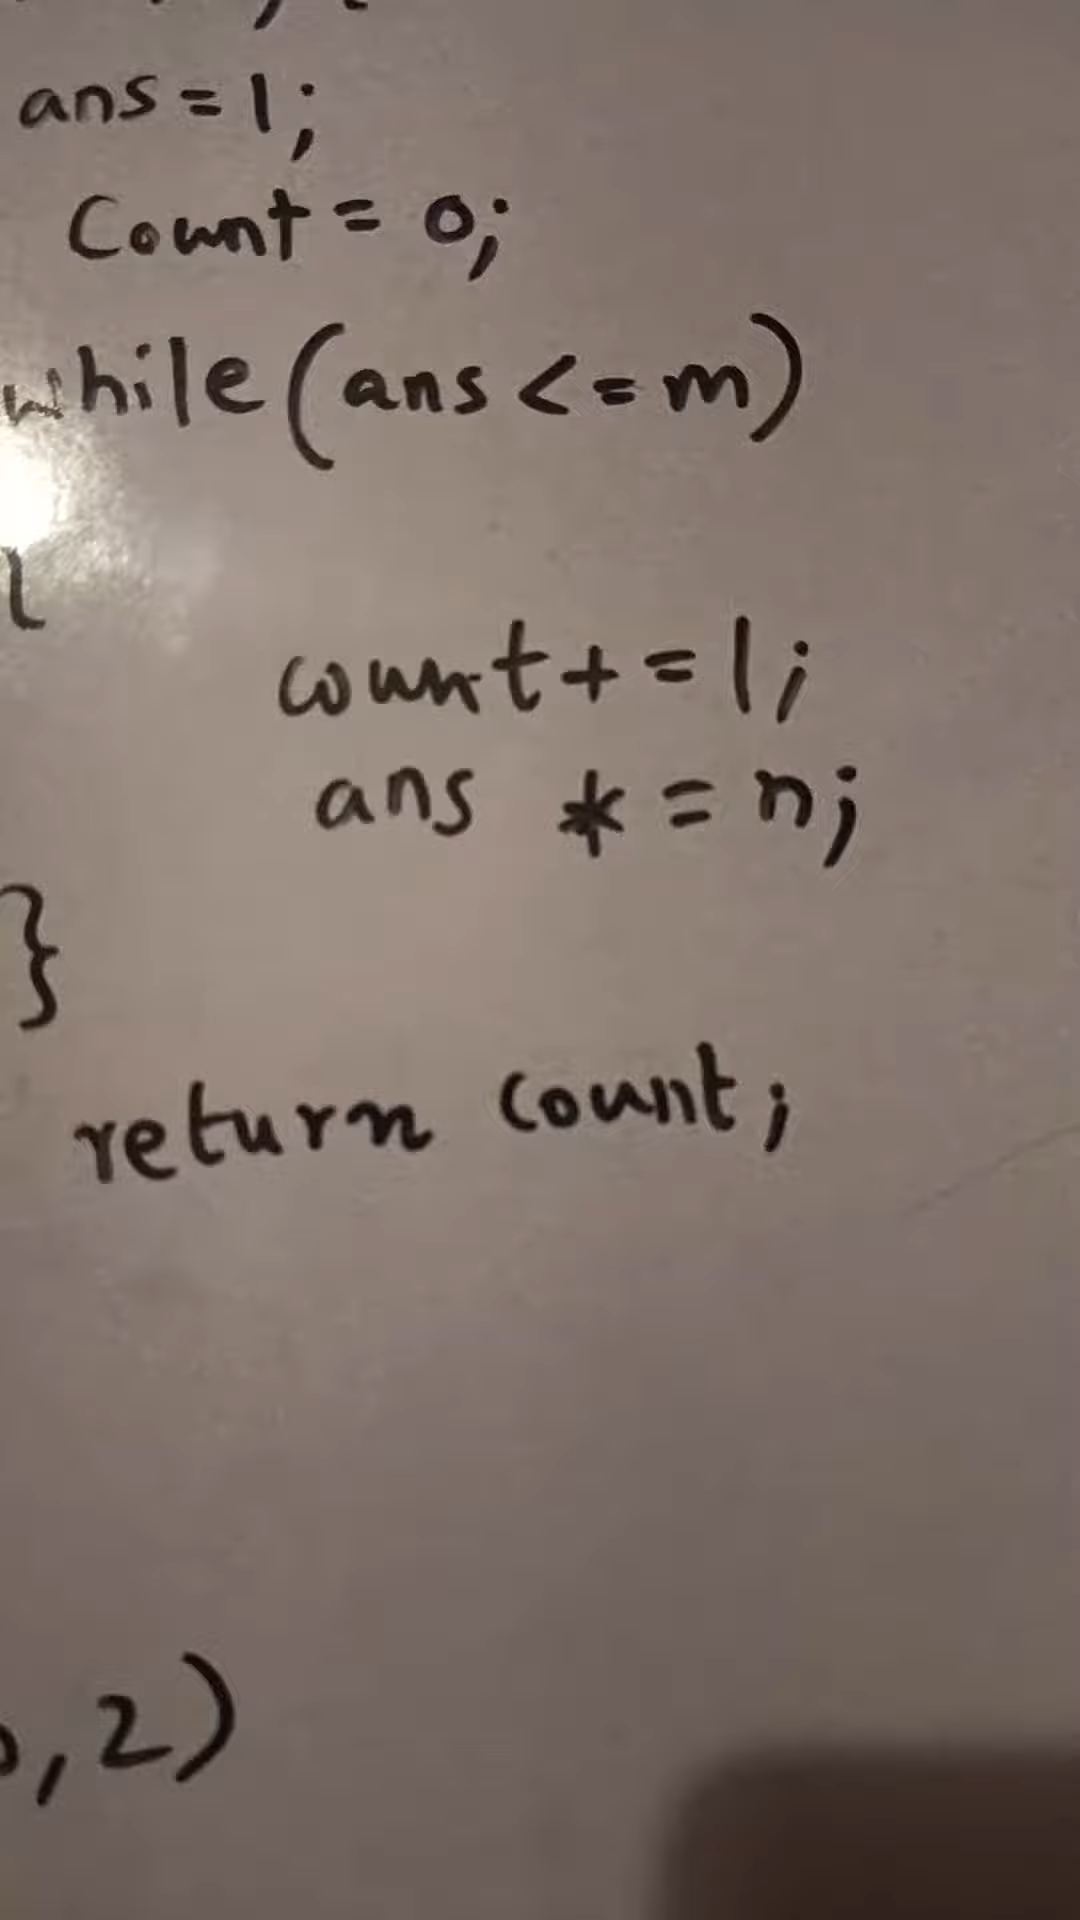 ans = 1;
Count = 0;
while (ans <= m)
{
count + = 1;
ans * = n;
}
return count;
, 2)